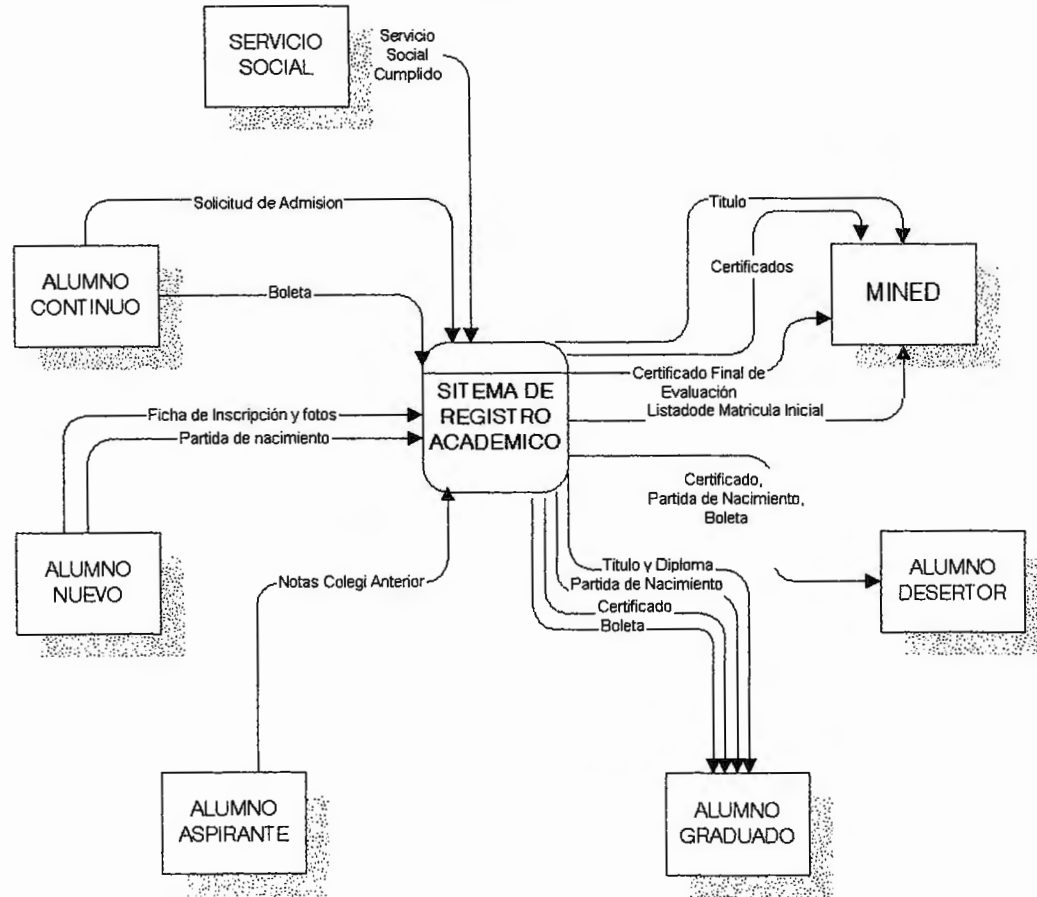 SERVICIO
SOCIAL
Servicio
Social
Cumplido
Solicitud de Admision
ALUMNO
CONTINUO
Boleta
Titulo
Certificados
MINED
Certificado Final de
Evaluación
Listadode Matricula Inicial
SITEMA DE
REGISTRO
ACADEMICO
Ficha de Inscripción y fotos
Partida de nacimiento
ALUMNO
NUEVO
Certificado,
Partida de Nacimiento,
Boleta
ALUMNO
DESERTOR
Notas Colegi Anterior
Título y Diploma
Partida de Nacimiento
Certificado
Boleta
ALUMNO
ASPIRANTE
ALUMNO
GRADUADO